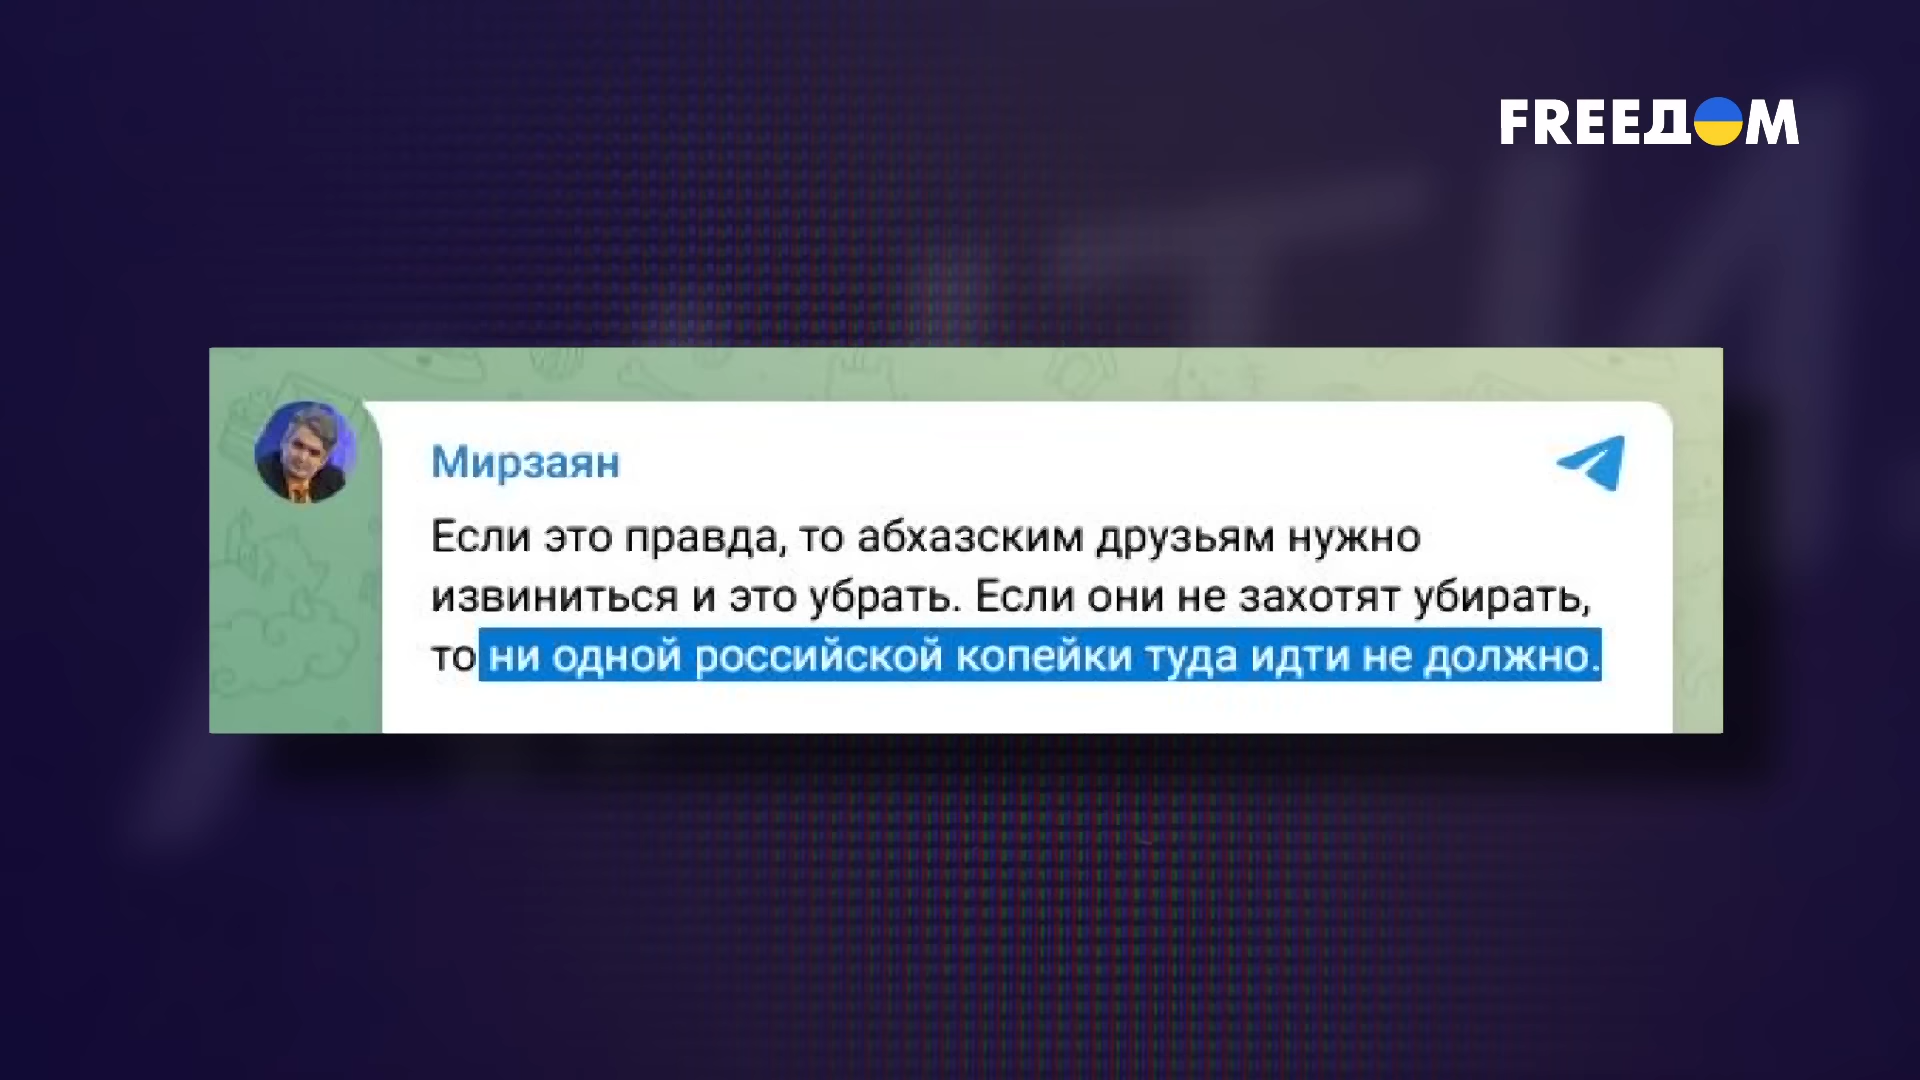 FREEДОМ
Мирзаян
Если это правда, то абхазским друзьям нужно
извиниться и это убрать. Если они не захотят убирать,
то ни одной российской копейки туда идти не должно.